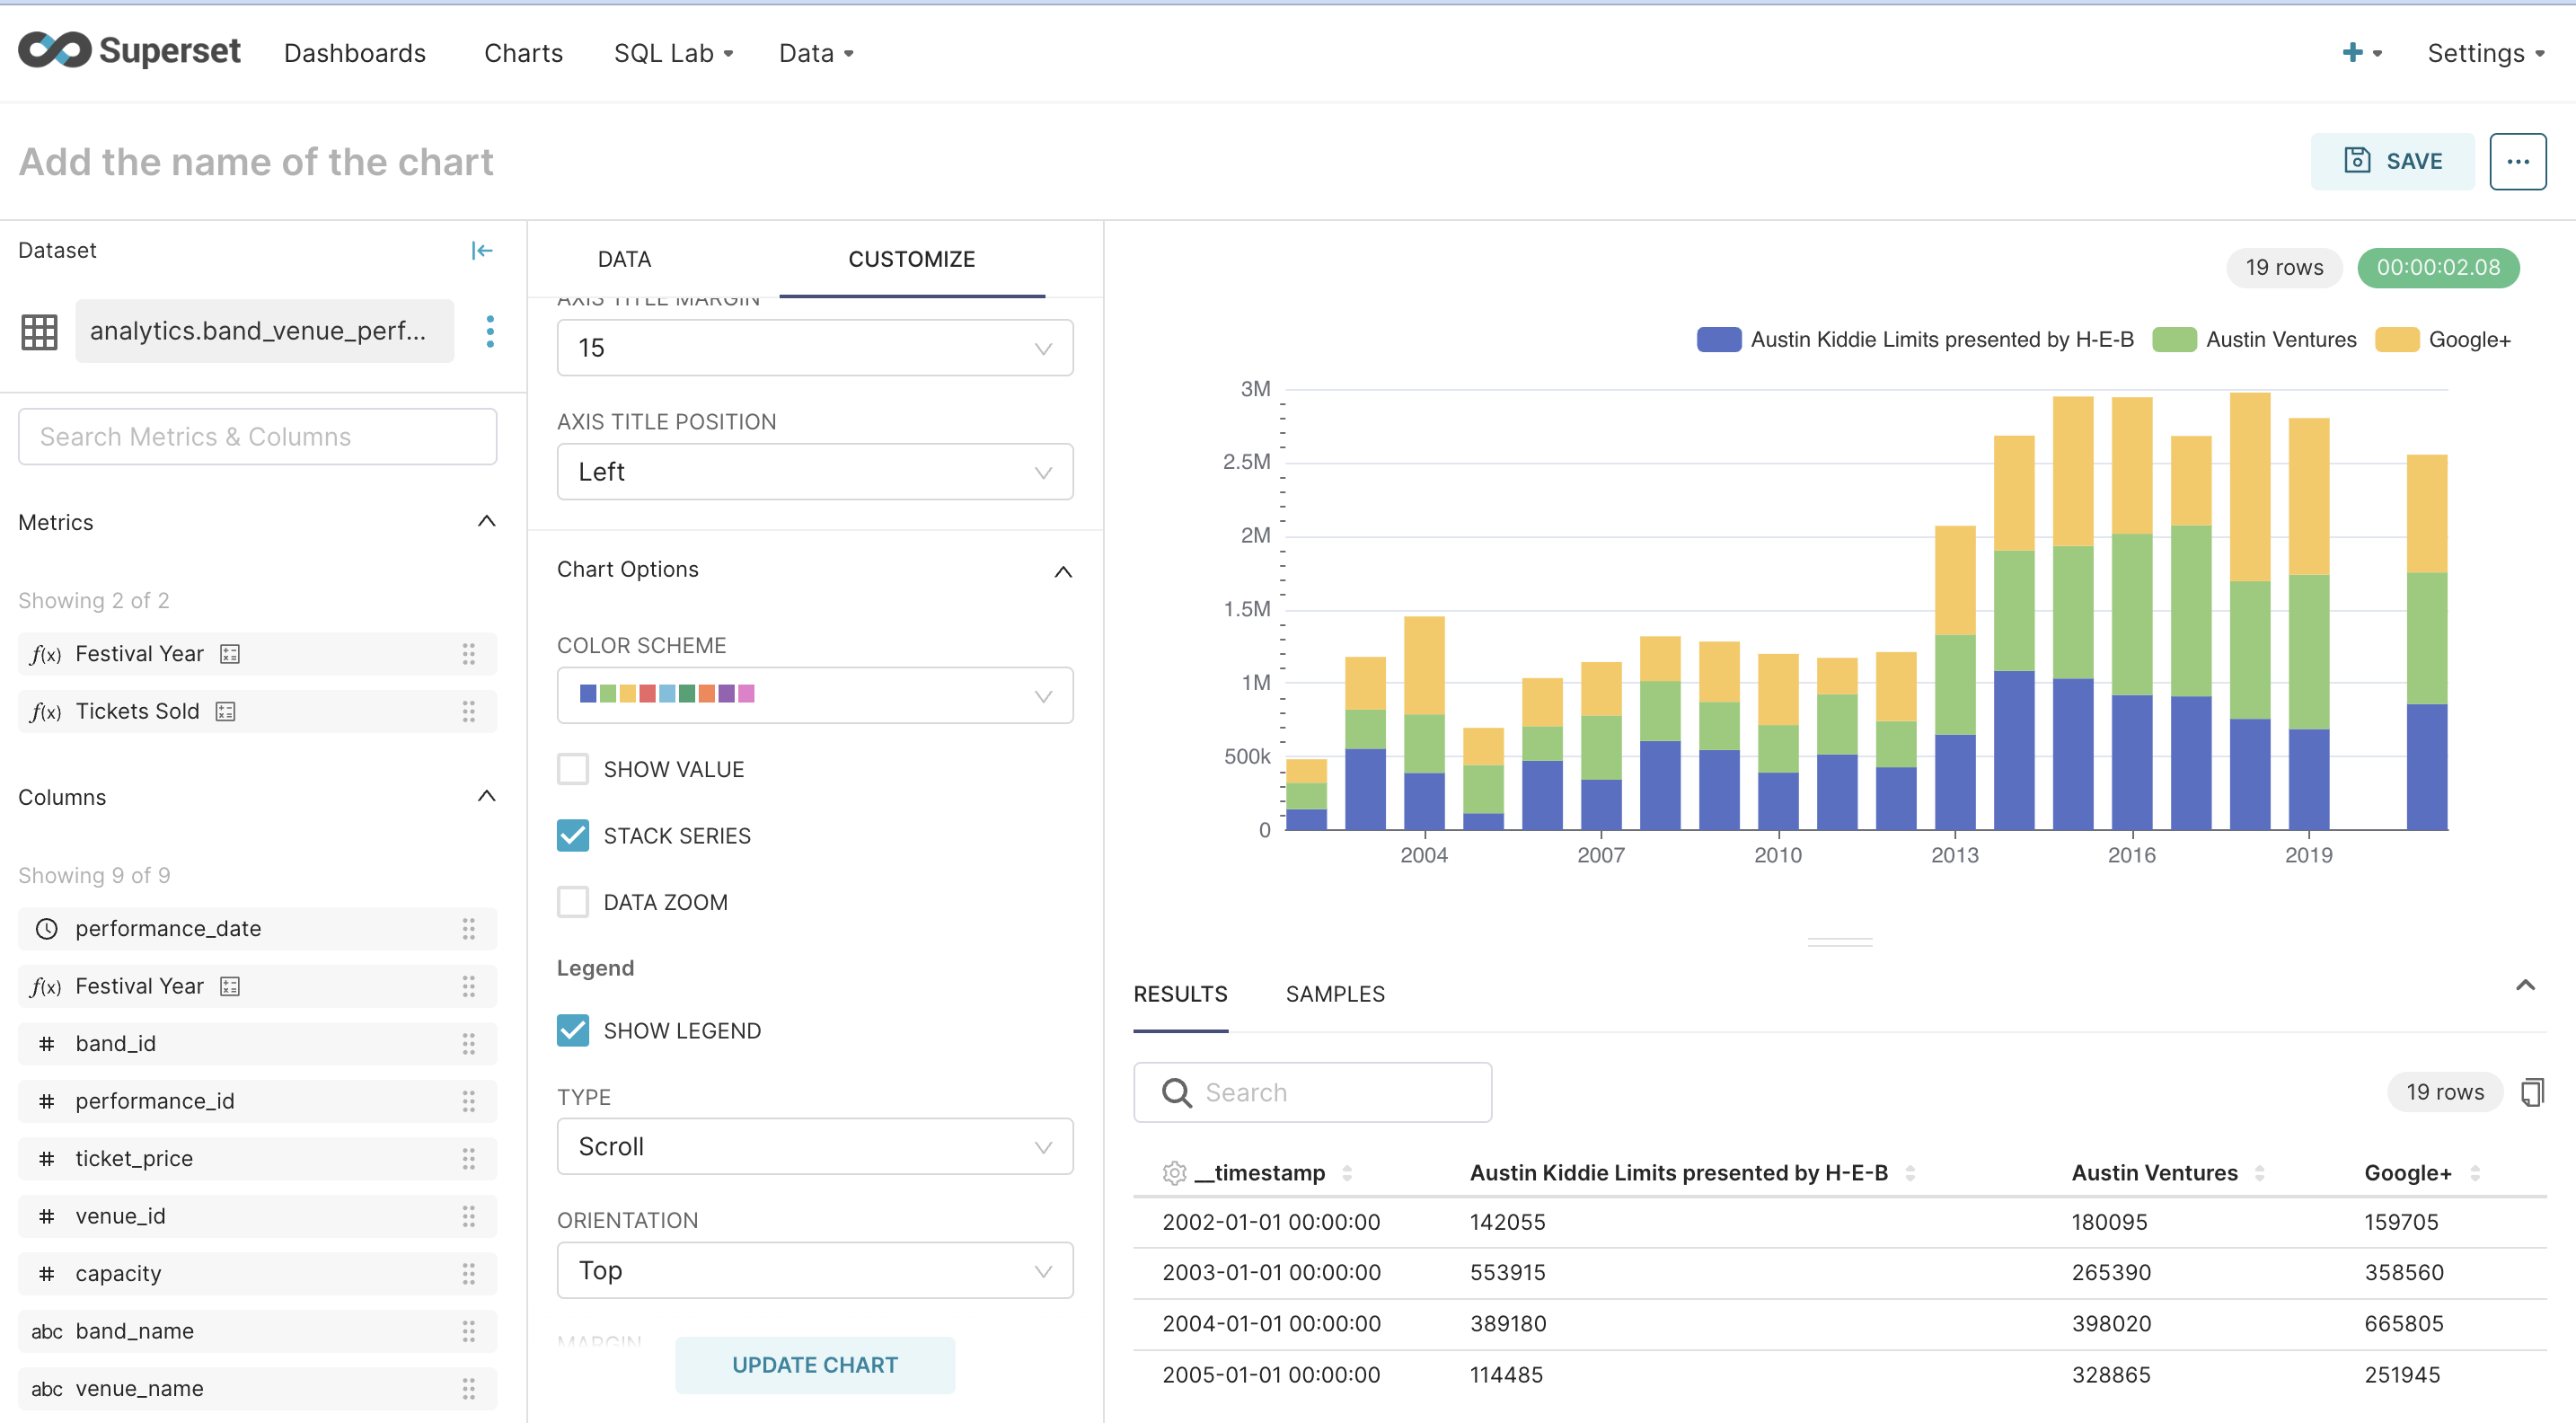 Superset Dashboards Charts SQL Lab Data Settings
Add the name of the chart
SAVE
Dataset
analytics.band_venue_perf...
Search Metrics & Columns
Metrics
Showing 2 of 2
f(x) Festival Year
f(x) Tickets Sold
Columns
Showing 9 of 9
performance_date
f(x) Festival Year
# band_id
# performance_id
# ticket_price
# venue_id
# capacity
abc band_name
abc venue_name
DATA CUSTOMIZE
AXIS TITLE MARGIN
15
AXIS TITLE POSITION
Left
Chart Options
COLOR SCHEME
SHOW VALUE
STACK SERIES
DATA ZOOM
Legend
SHOW LEGEND
TYPE
Scroll
ORIENTATION
Top
MARGIN
UPDATE CHART
19 rows 00:00:02.08
Austin Kiddie Limits presented by H-E-B Austin Ventures Google+
3M
2.5M
2M
1.5M
1M
500k
0
2004 2007 2010 2013 2016 2019
RESULTS SAMPLES
Search
19 rows
__timestamp Austin Kiddie Limits presented by H-E-B Austin Ventures Google+
2002-01-01 00:00:00 142055 180095 159705
2003-01-01 00:00:00 553915 265390 358560
2004-01-01 00:00:00 389180 398020 665805
2005-01-01 00:00:00 114485 328865 251945